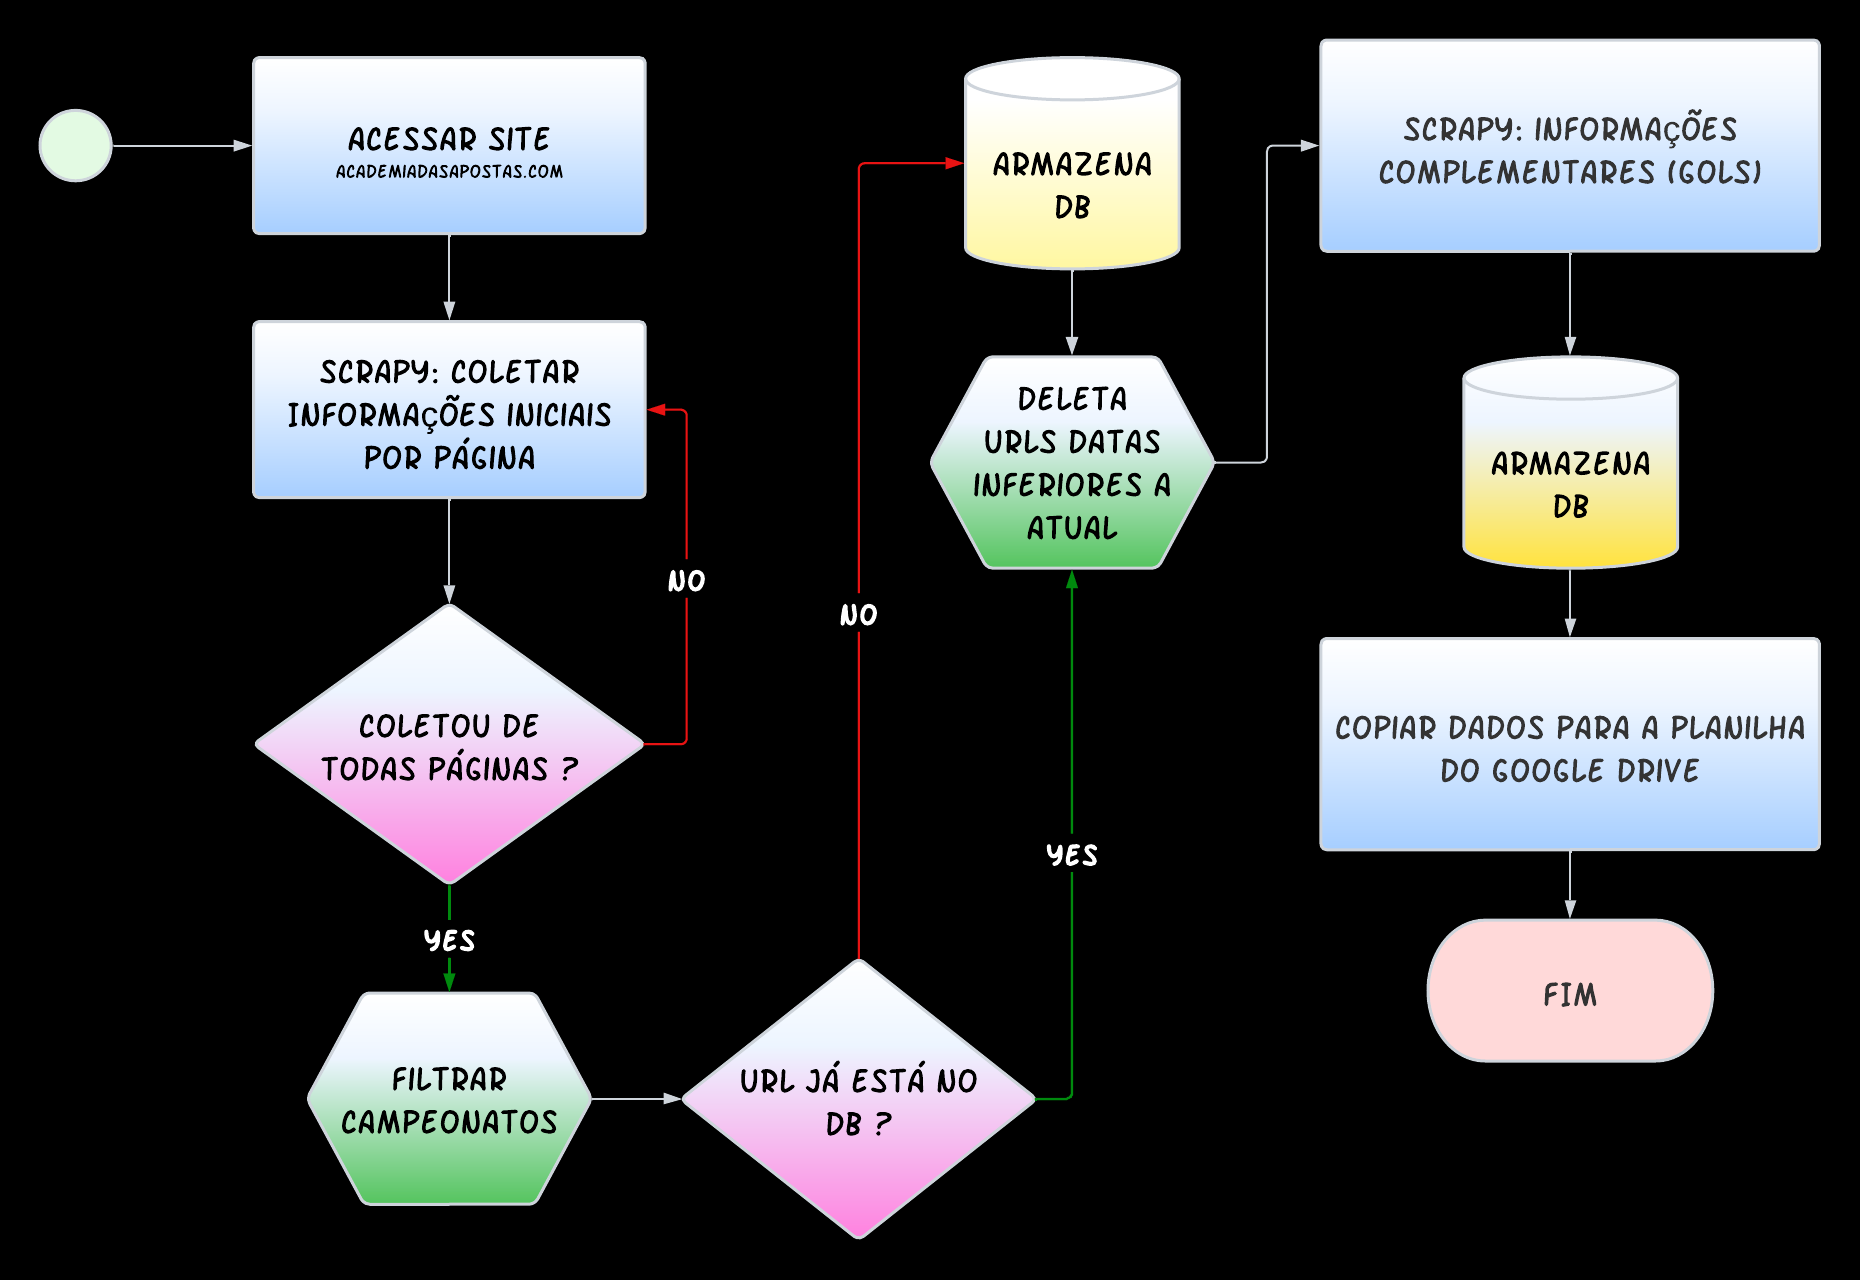 ACESSAR SITE
ACADEMIADASAPOSTAS.COM
SCRAPY: COLETAR
INFORMAÇÕES INICIAIS
POR PÁGINA
NO
COLETOU DE
TODAS PÁGINAS ?
YES
FILTRAR
CAMPEONATOS
URL JÁ ESTÁ NO
DB ?
NO
YES
ARMAZENA
DB
DELETA
URLS DATAS
INFERIORES A
ATUAL
SCRAPY: INFORMAÇÕES
COMPLEMENTARES (GOLS)
ARMAZENA
DB
COPIAR DADOS PARA A PLANILHA
DO GOOGLE DRIVE
FIM